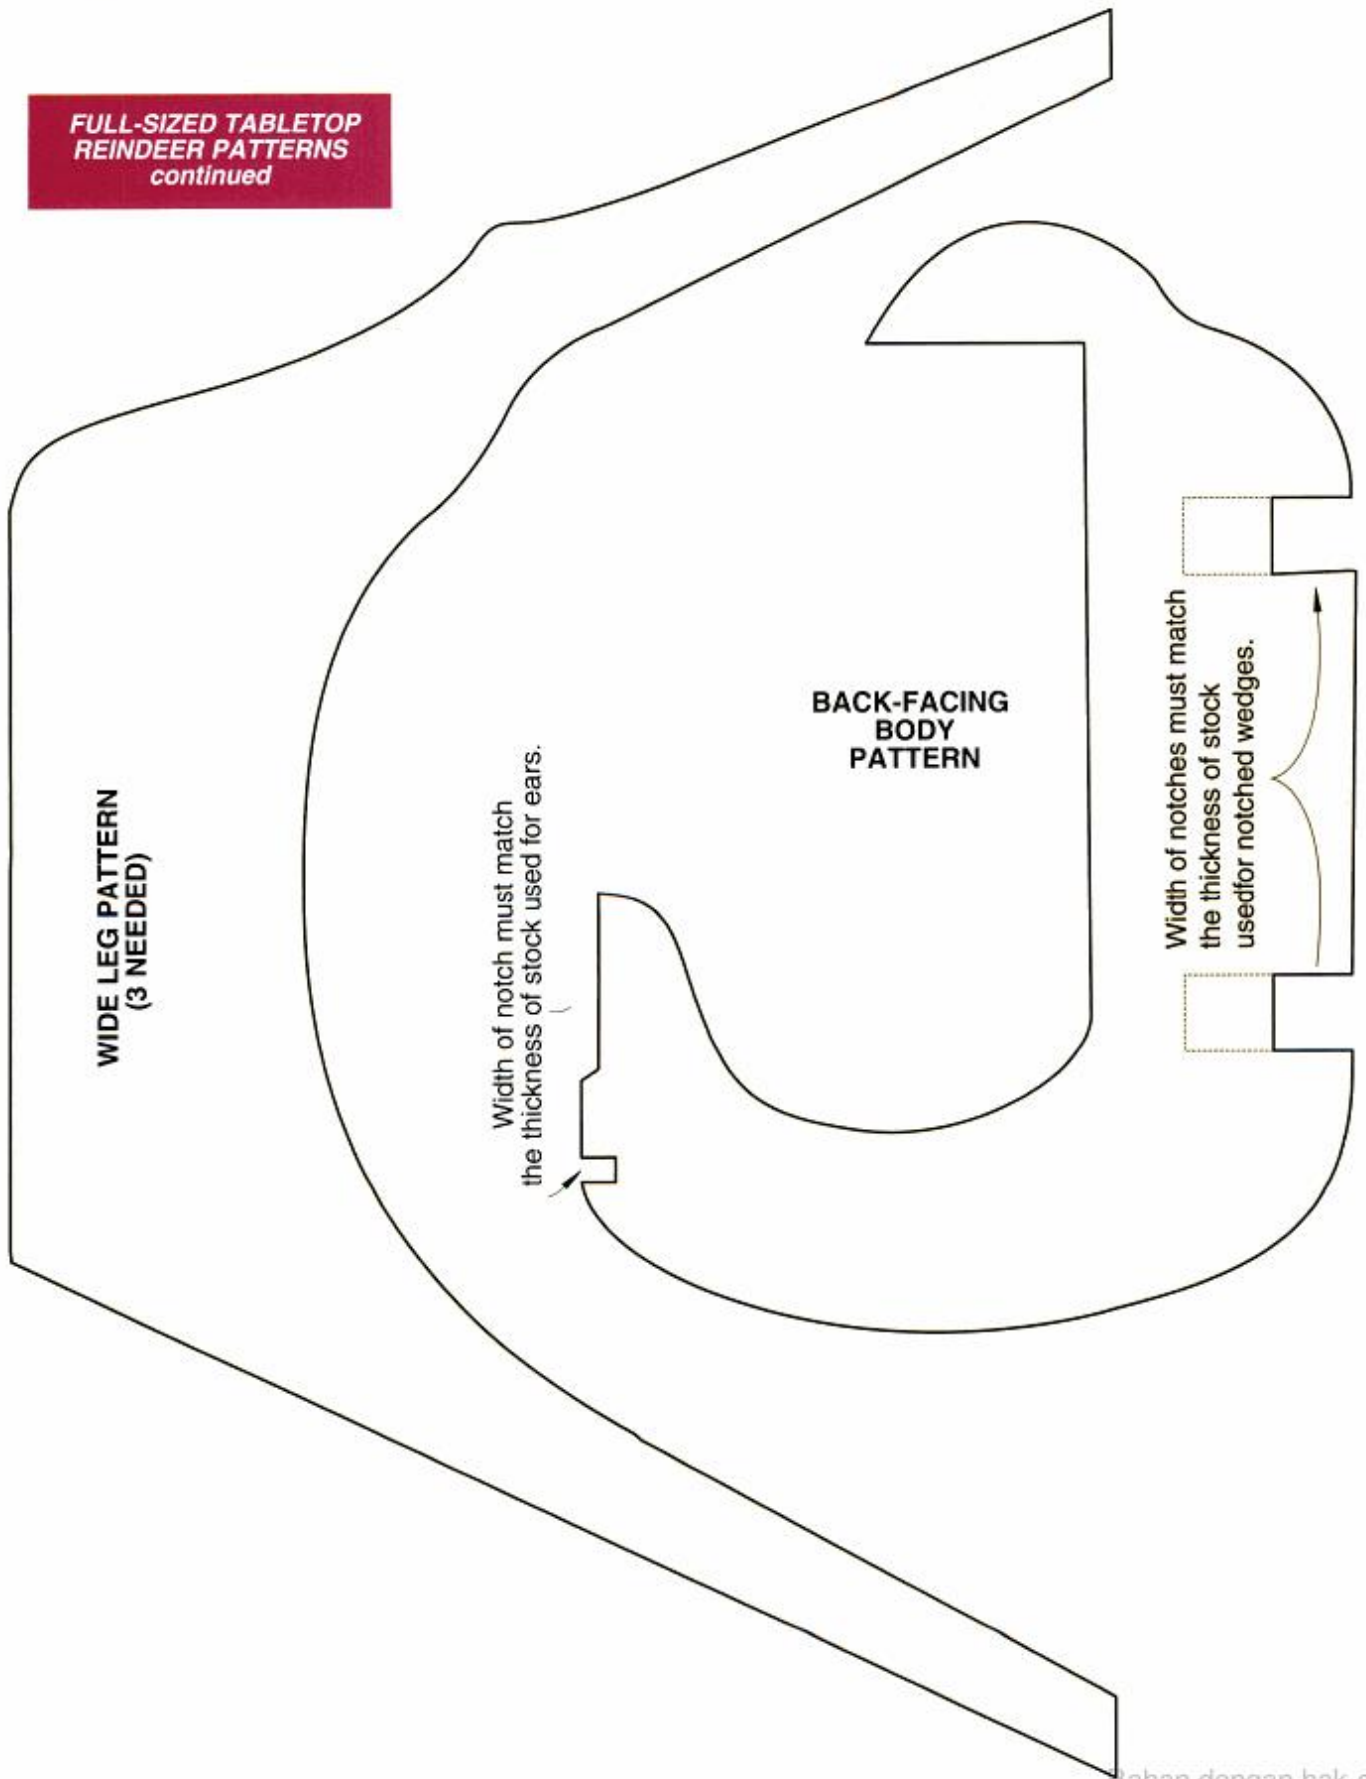 FULL-SIZED TABLETOP
REINDEER PATTERNS
continued
WIDE LEG PATTERN
(3 NEEDED)
Width of notch must match
the thickness of stock used for ears.
BACK-FACING
BODY
PATTERN
Width of notches must match
the thickness of stock
usedfor notched wedges.